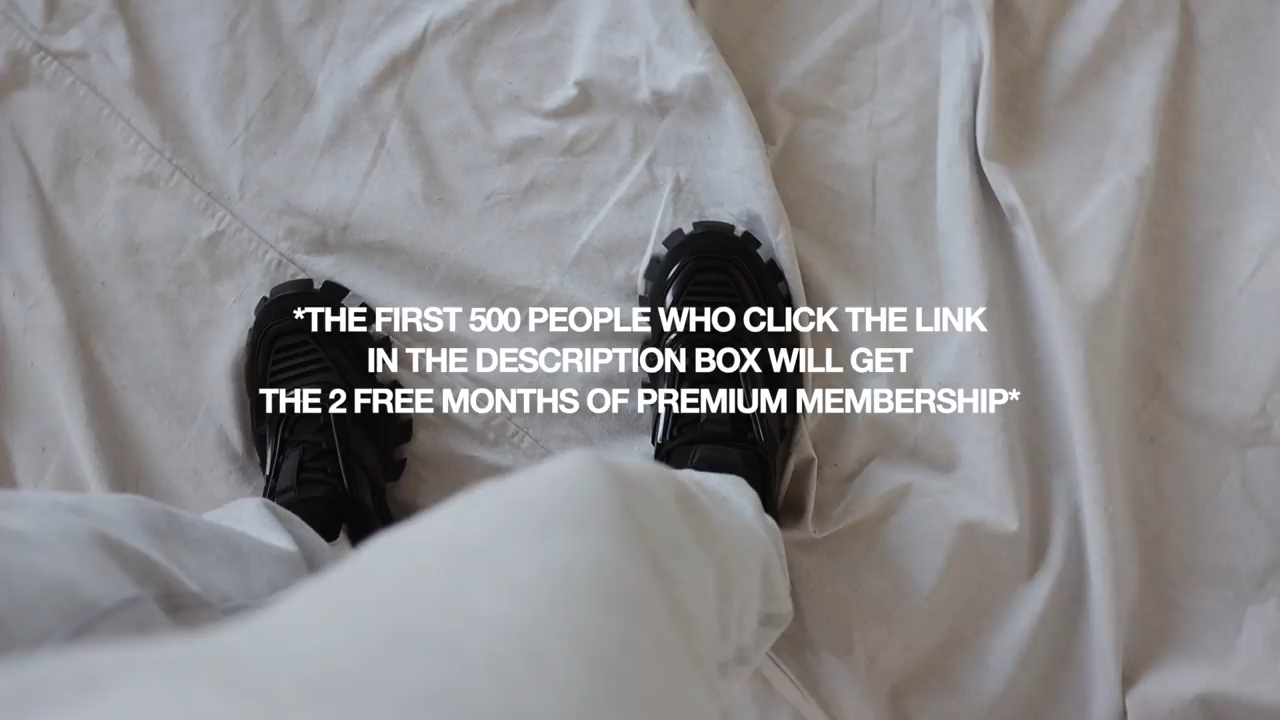 *THE FIRST 500 PEOPLE WHO CLICK THE LINK
IN THE DESCRIPTION BOX WILL GET
THE 2 FREE MONTHS OF PREMIUM MEMBERSHIP*